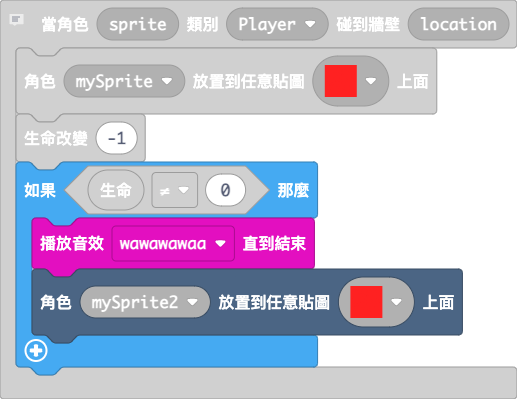 當角色 sprite 類別 Player 碰到牆壁 location
角色 mySprite 放置到任意貼圖 上面
生命改變 -1
如果 生命 ≠ 0 那麼
播放音效 wawawawaa 直到結束
角色 mySprite2 放置到任意貼圖 上面